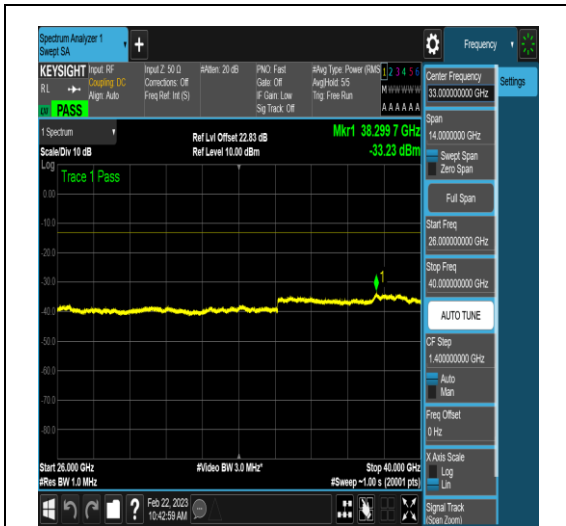 Spectrum Analyzer 1
Swept SA
+
Frequency
KEYSIGHT
RL
PASS
Input: RF
Coupling: DC
Align: Auto
Input Z: 50 Ω
Corrections: Off
Freq Ref: Int (S)
#Atten: 20 dB
PNO: Fast
Gate: Off
IF Gain: Low
Sig Track: Off
#Avg Type: Power (RMS
Avg|Hold: 5/5
Trig: Free Run
1 2 3 4 5 6
M W W W W W
A A A A A A
1 Spectrum
Scale/Div 10 dB
Ref Lvl Offset 22.83 dB
Ref Level 10.00 dBm
Mkr1 38.299 7 GHz
-33.23 dBm
Log
Trace 1 Pass
0.00
-10.0
-20.0
-30.0
-40.0
-50.0
-60.0
-70.0
-80.0
1
Start 26.000 GHz
#Res BW 1.0 MHz
#Video BW 3.0 MHz*
Stop 40.000 GHz
#Sweep ~1.00 s (20001 pts)
Center Frequency
33.000000000 GHz
Settings
Span
14.0000000 GHz
Swept Span
Zero Span
Full Span
Start Freq
26.000000000 GHz
Stop Freq
40.000000000 GHz
AUTO TUNE
CF Step
1.400000000 GHz
Auto
Man
Freq Offset
0 Hz
X Axis Scale
Log
Lin
Signal Track
(Span Zoom)
?
Feb 22, 2023
10:42:59 AM